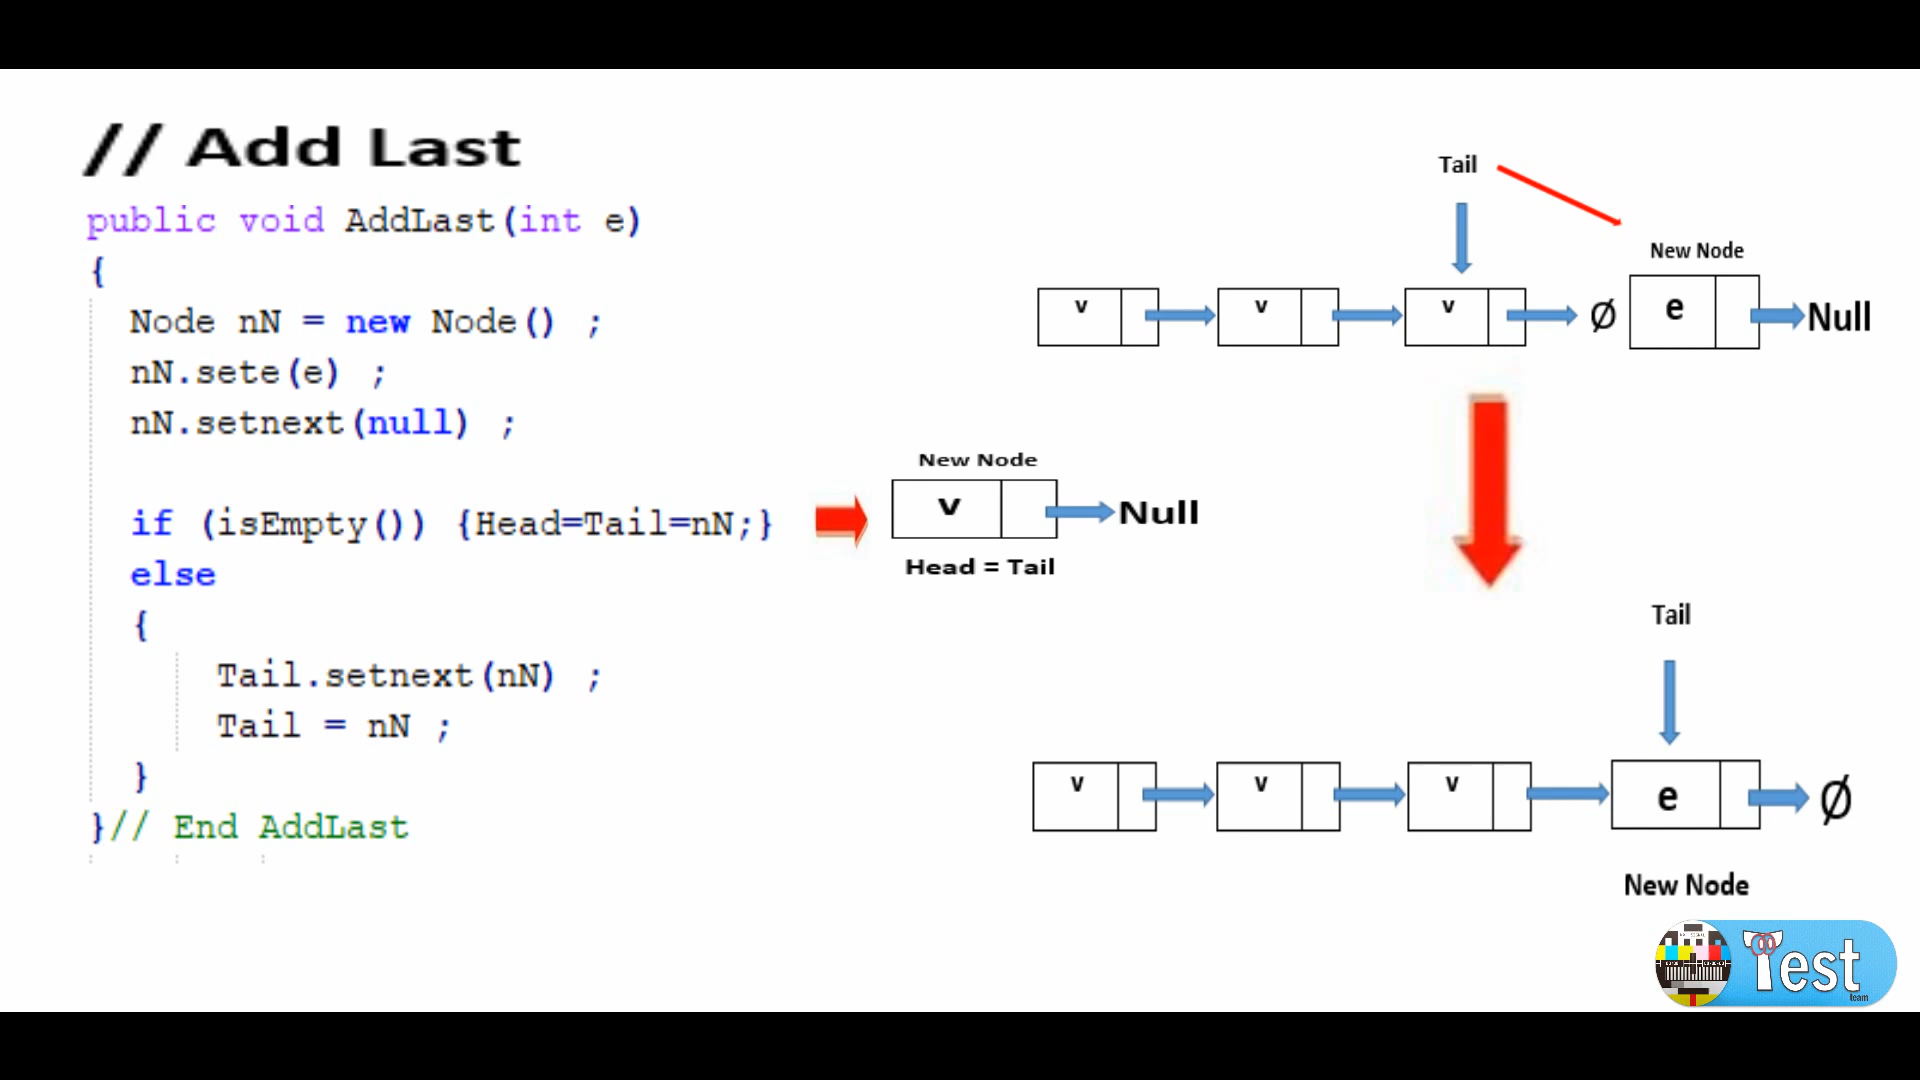 // Add Last
public void AddLast(int e)
{
Node nN = new Node() ;
nN.sete(e) ;
nN.setnext(null) ;
if (isEmpty()) {Head=Tail=nN;}
else
{
Tail.setnext(nN) ;
Tail = nN ;
}
}// End AddLast
Tail
New Node
v v v Ø e Null
New Node
v Null
Head = Tail
Tail
v v v e Ø
New Node
Test
team